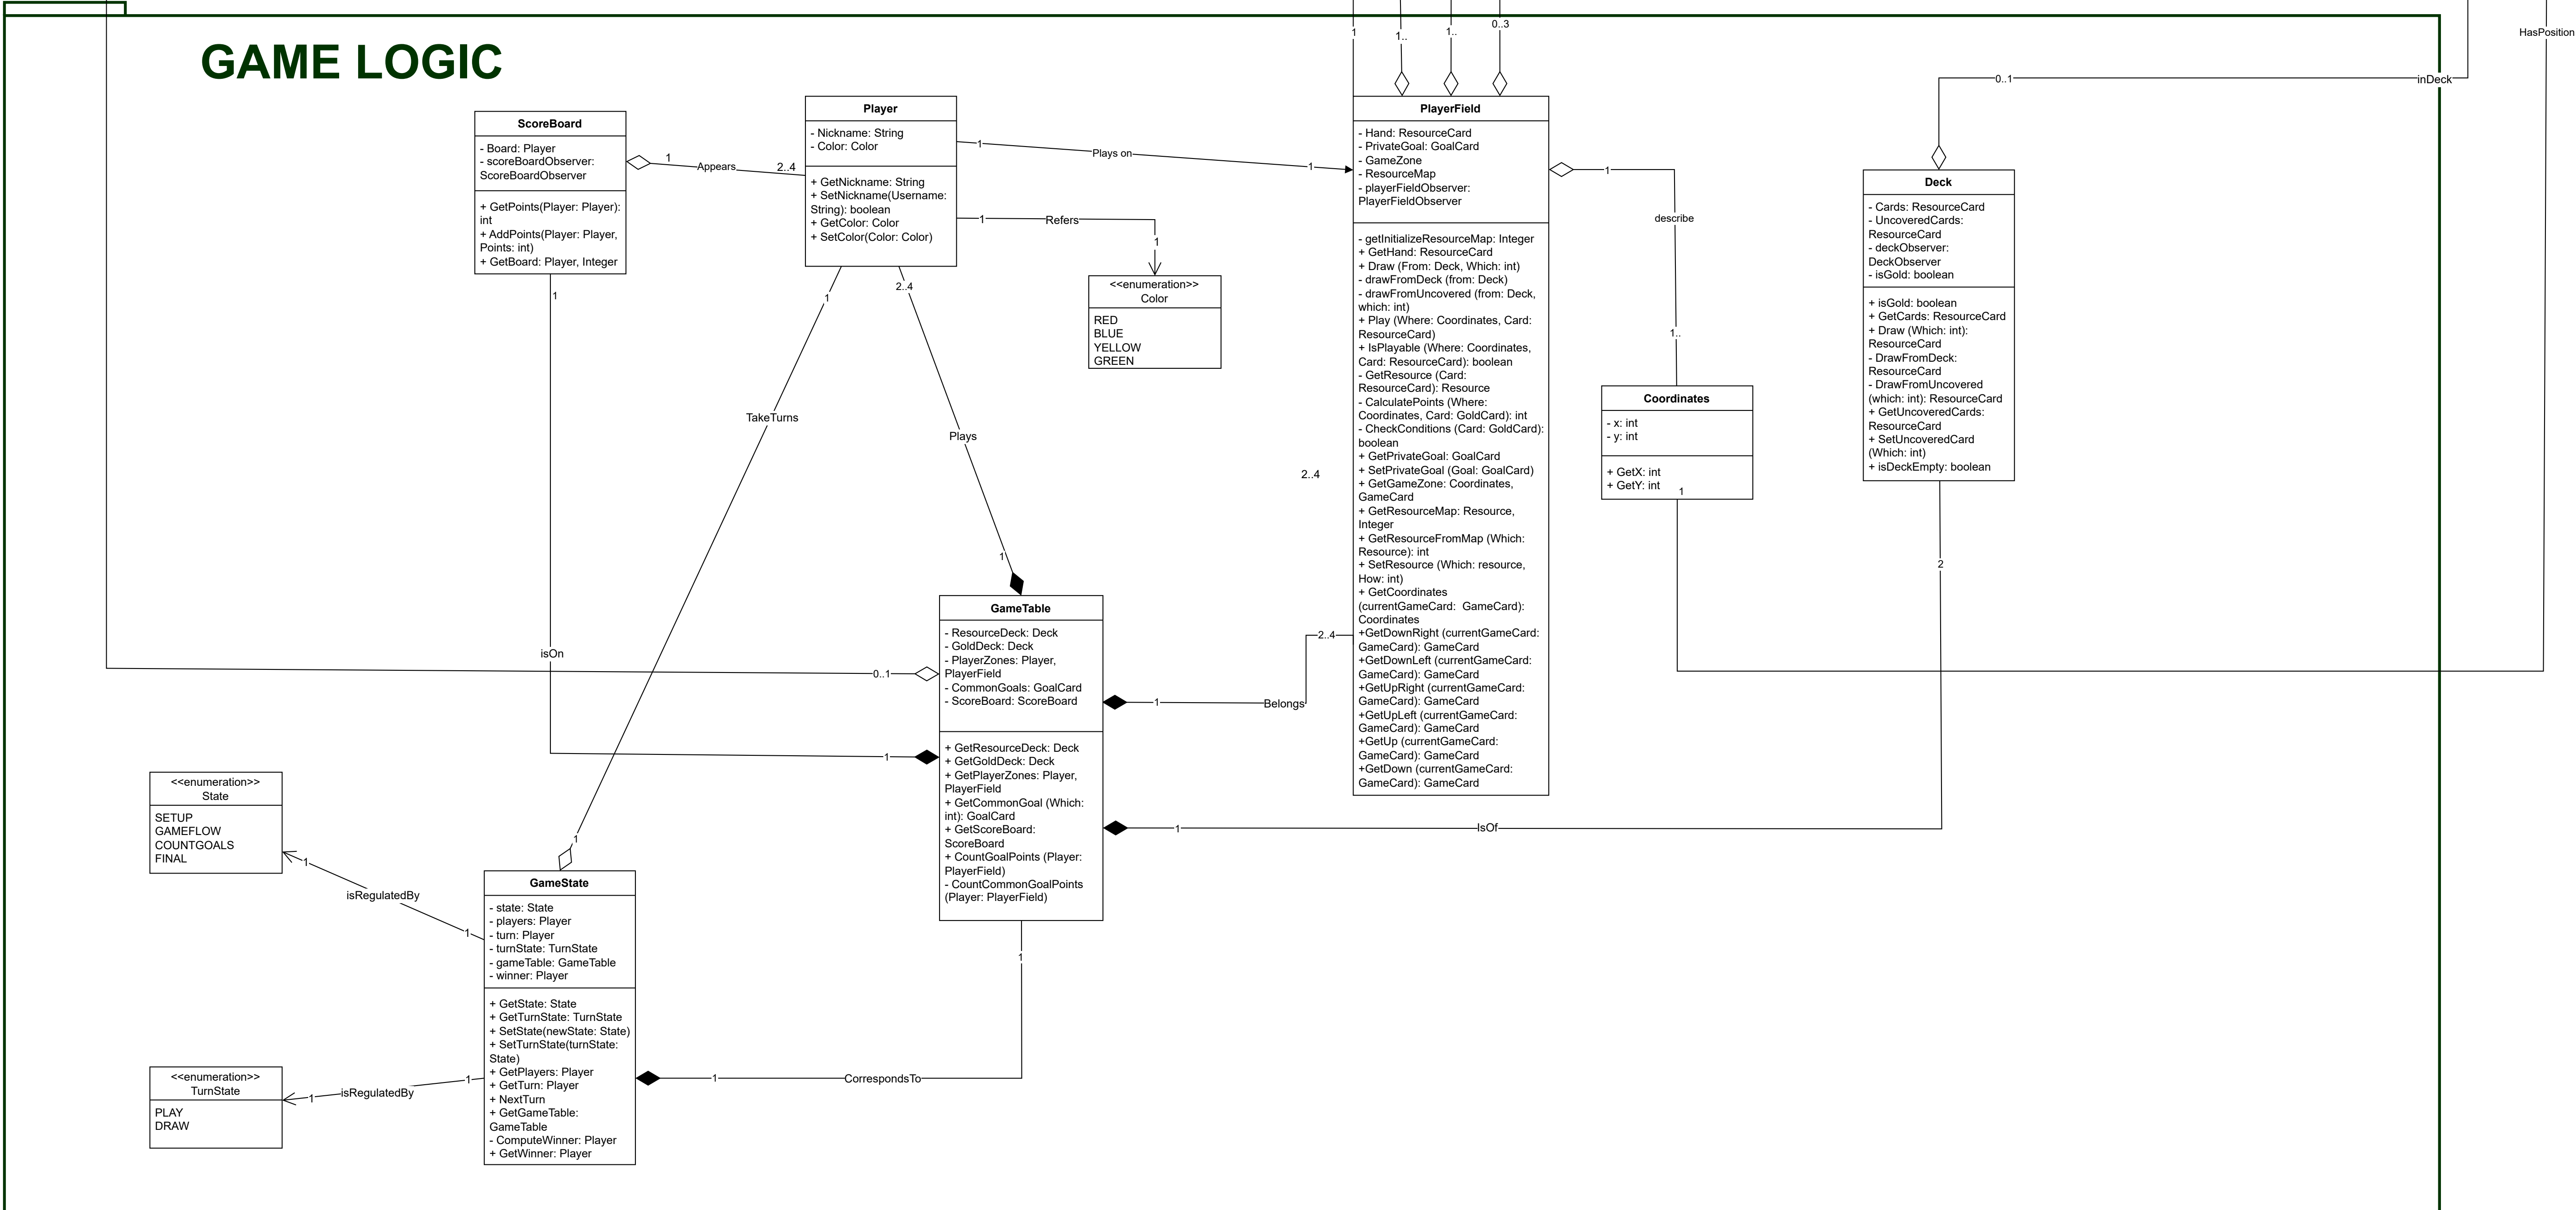 GAME LOGIC
HasPosition
1
1..
1..
0..3
0..1
inDeck
ScoreBoard
- Board: Player
- scoreBoardObserver:
ScoreBoardObserver
+ GetPoints(Player: Player):
int
+ AddPoints(Player: Player,
Points: int)
+ GetBoard: Player, Integer
1
Appears
2..4
Player
- Nickname: String
- Color: Color
+ GetNickname: String
+ SetNickname(Username:
String): boolean
+ GetColor: Color
+ SetColor(Color: Color)
1
Plays on
1
1
Refers
1
<<enumeration>>
Color
RED
BLUE
YELLOW
GREEN
PlayerField
- Hand: ResourceCard
- PrivateGoal: GoalCard
- GameZone
- ResourceMap
- playerFieldObserver:
PlayerFieldObserver
- getInitializeResourceMap: Integer
+ GetHand: ResourceCard
+ Draw (From: Deck, Which: int)
- drawFromDeck (from: Deck)
- drawFromUncovered (from: Deck,
which: int)
+ Play (Where: Coordinates, Card:
ResourceCard)
+ IsPlayable (Where: Coordinates,
Card: ResourceCard): boolean
- GetResource (Card:
ResourceCard): Resource
- CalculatePoints (Where:
Coordinates, Card: GoldCard): int
- CheckConditions (Card: GoldCard):
boolean
+ GetPrivateGoal: GoalCard
+ SetPrivateGoal (Goal: GoalCard)
+ GetGameZone: Coordinates,
GameCard
+ GetResourceMap: Resource,
Integer
+ GetResourceFromMap (Which:
Resource): int
+ SetResource (Which: resource,
How: int)
+ GetCoordinates
(currentGameCard:  GameCard):
Coordinates
+GetDownRight (currentGameCard:
GameCard): GameCard
+GetDownLeft (currentGameCard:
GameCard): GameCard
+GetUpRight (currentGameCard:
GameCard): GameCard
+GetUpLeft (currentGameCard:
GameCard): GameCard
+GetUp (currentGameCard:
GameCard): GameCard
+GetDown (currentGameCard:
GameCard): GameCard
1
describe
1..
Coordinates
- x: int
- y: int
+ GetX: int
+ GetY: int
1
Deck
- Cards: ResourceCard
- UncoveredCards:
ResourceCard
- deckObserver:
DeckObserver
- isGold: boolean
+ isGold: boolean
+ GetCards: ResourceCard
+ Draw (Which: int):
ResourceCard
- DrawFromDeck:
ResourceCard
- DrawFromUncovered
(which: int): ResourceCard
+ GetUncoveredCards:
ResourceCard
+ SetUncoveredCard
(Which: int)
+ isDeckEmpty: boolean
2
1
1
2..4
TakeTurns
Plays
2..4
1
isOn
GameTable
- ResourceDeck: Deck
- GoldDeck: Deck
- PlayerZones: Player,
PlayerField
- CommonGoals: GoalCard
- ScoreBoard: ScoreBoard
+ GetResourceDeck: Deck
+ GetGoldDeck: Deck
+ GetPlayerZones: Player,
PlayerField
+ GetCommonGoal (Which:
int): GoalCard
+ GetScoreBoard:
ScoreBoard
+ CountGoalPoints (Player:
PlayerField)
- CountCommonGoalPoints
(Player: PlayerField)
0..1
1
Belongs
2..4
1
1
IsOf
<<enumeration>>
State
SETUP
GAMEFLOW
COUNTGOALS
FINAL
1
isRegulatedBy
1
1
GameState
- state: State
- players: Player
- turn: Player
- turnState: TurnState
- gameTable: GameTable
- winner: Player
+ GetState: State
+ GetTurnState: TurnState
+ SetState(newState: State)
+ SetTurnState(turnState:
State)
+ GetPlayers: Player
+ GetTurn: Player
+ NextTurn
+ GetGameTable:
GameTable
- ComputeWinner: Player
+ GetWinner: Player
1
1
CorrespondsTo
<<enumeration>>
TurnState
PLAY
DRAW
1
isRegulatedBy
1